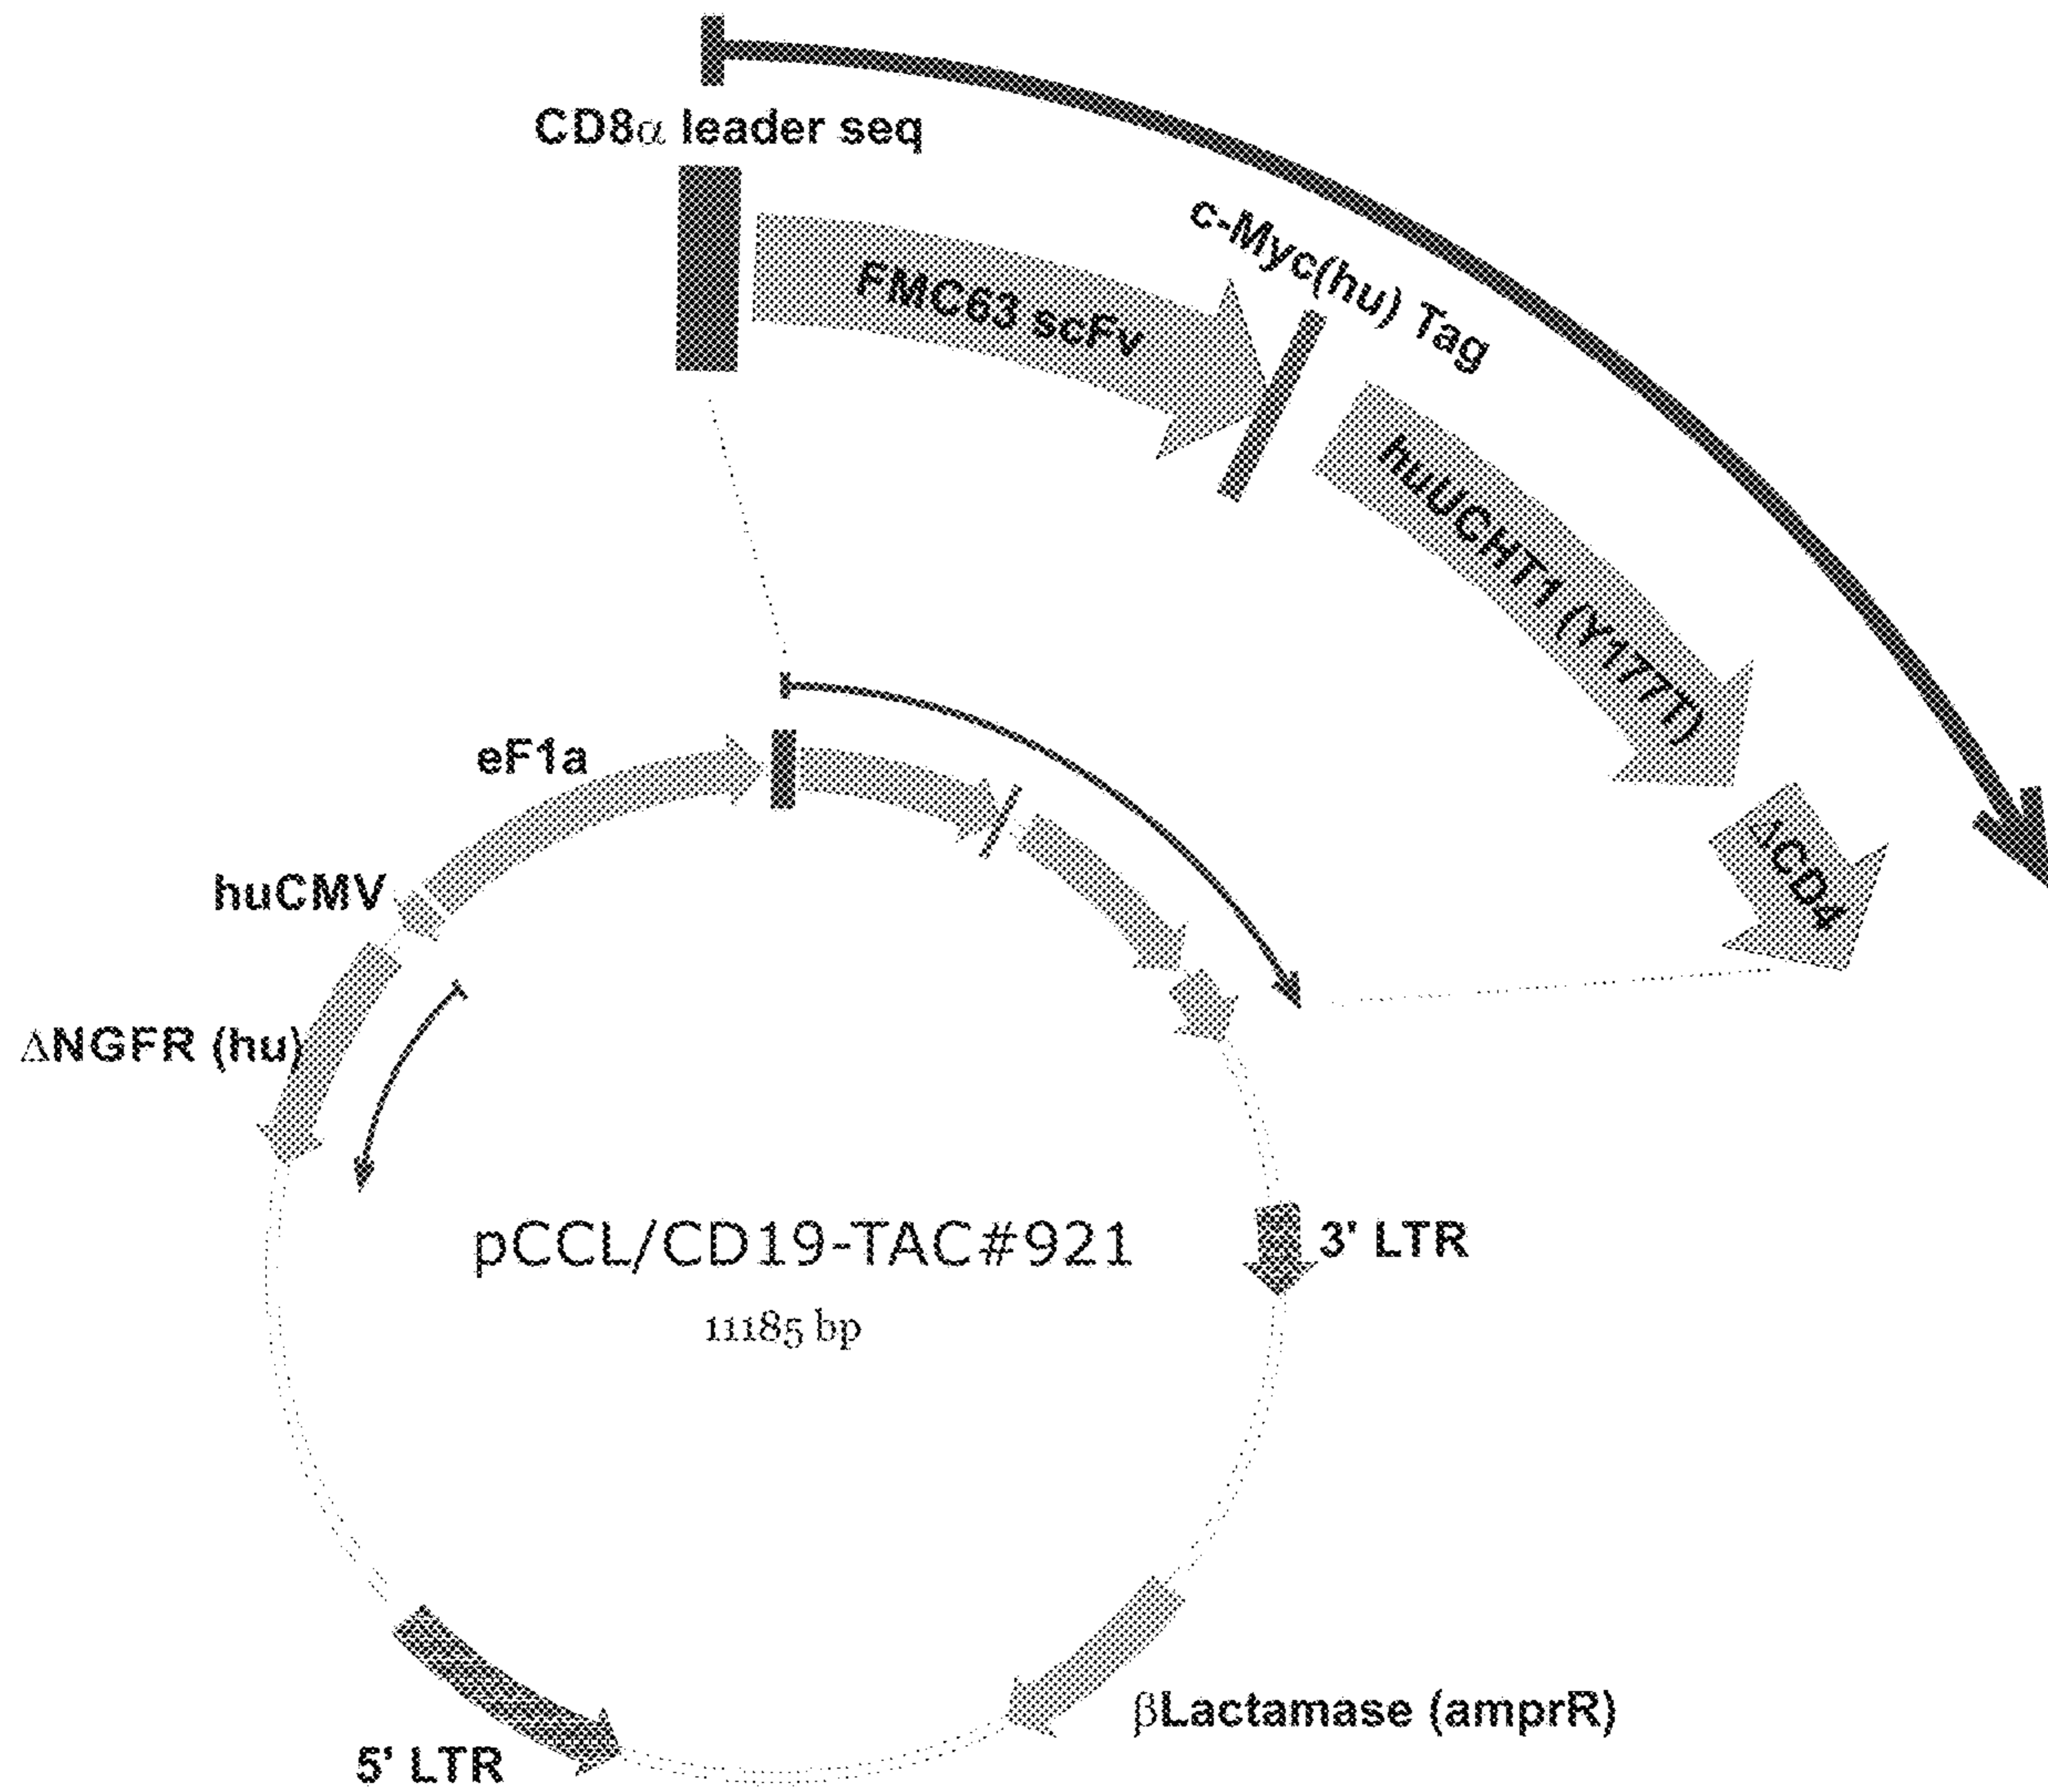 CD8α leader seq
c-Myc(hu) Tag
FMC63 scFv
huUCHT1 (Y177T)
eF1a
ΔCD4
huCMV
ΔNGFR (hu)
pCCL/CD19-TAC#921
3' LTR
11185 bp
βLactamase (amprR)
5' LTR